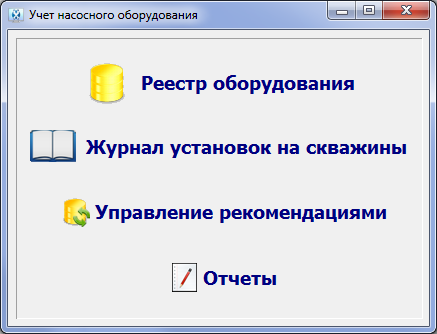 Учет насосного оборудования
Реестр оборудования
Журнал установок на скважины
Управление рекомендациями
Отчеты